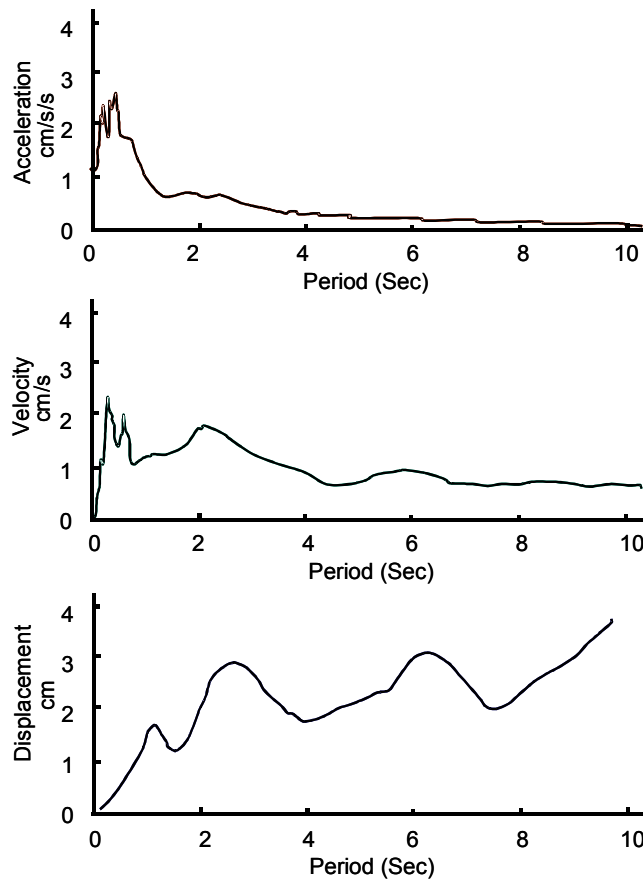 Acceleration
cm/s/s
4
3
2
1
0
0 2 4 6 8 10
Period (Sec)
Velocity
cm/s
4
3
2
1
0
0 2 4 6 8 10
Period (Sec)
Displacement
cm
4
3
2
1
0
0 2 4 6 8 10
Period (Sec)